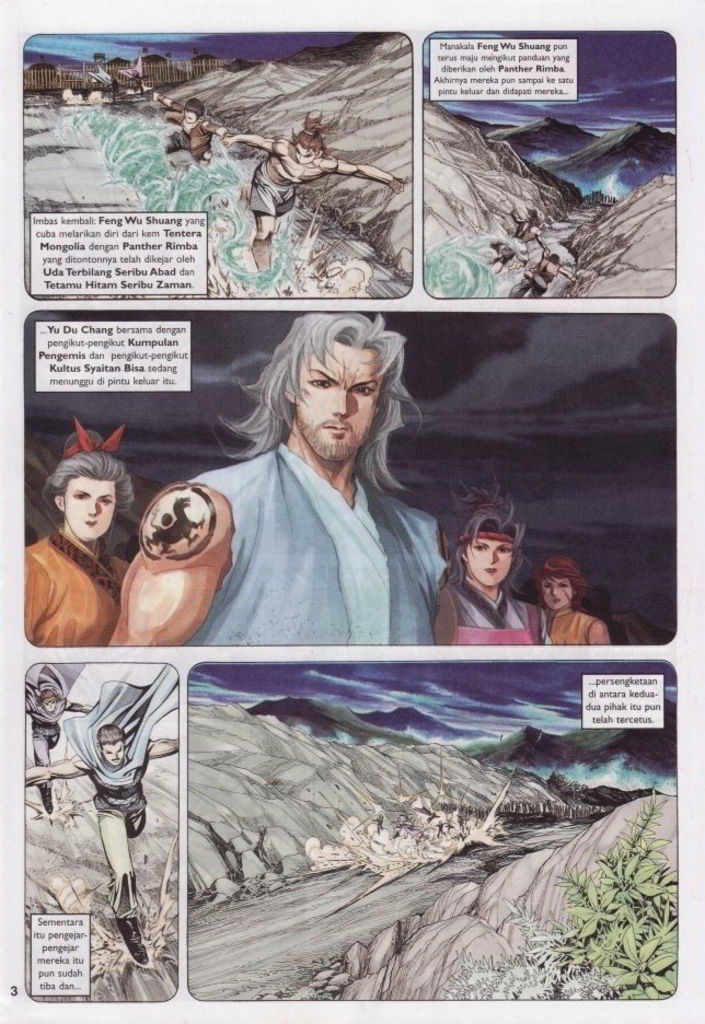 Imbas kembali: Feng Wu Shuang yang
cuba melarikan diri dari kem Tentera
Mongolia dengan Panther Rimba
yang ditontonnya telah dikejar oleh
Uda Terbilang Seribu Abad dan
Tetamu Hitam Seribu Zaman.
Manakala Feng Wu Shuang pun
terus maju mengikut panduan yang
diberikan oleh Panther Rimba.
Akhirnya mereka pun sampai ke satu
pintu keluar dan didapati mereka...
...Yu Du Chang bersama dengan
pengikut-pengikut Kumpulan
Pengemis dan pengikut-pengikut
Kultus Syaitan Bisa sedang
menunggu di pintu keluar itu.
Sementara
itu pengejar-
pengejar
mereka itu
pun sudah
tiba dan...
...persengketaan
di antara kedua-
dua pihak itu pun
telah tercetus.
3